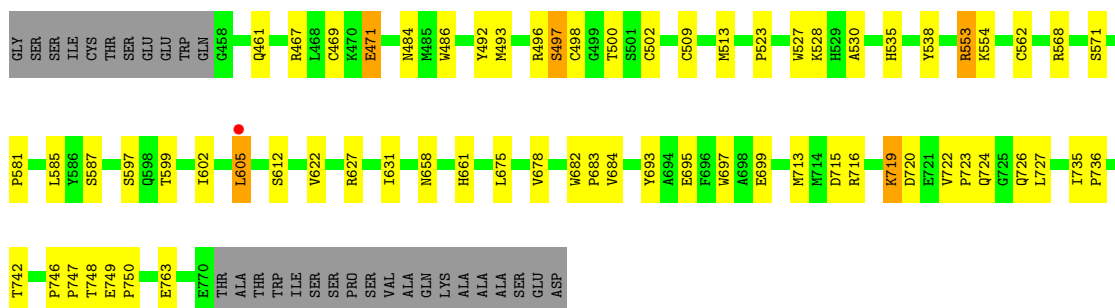 GLY SER SER ILE CYS THR SER GLU GLU TRP GLN G458 Q461 R467 L468 C469 K470 E471 N484 M485 W486 Y492 M493 R496 S497 C498 G499 T500 S501 C502 C509 M513 P523 W527 K528 H529 A530 H535 Y538 R553 K554 C562 R568 S571
P581 L585 Y586 S587 S597 Q598 T599 I602 L605 S612 V622 R627 I631 N658 H661 L675 V678 W682 P683 V684 Y693 A694 E695 F696 W697 A698 E699 M713 M714 D715 R716 K719 D720 E721 V722 P723 Q724 G725 Q726 L727 I735 P736
T742 P746 P747 T748 E749 P750 E763 E770 THR ALA THR TRP ILE SER SER PRO SER VAL ALA GLN LYS ALA ALA ALA SER GLU ASP